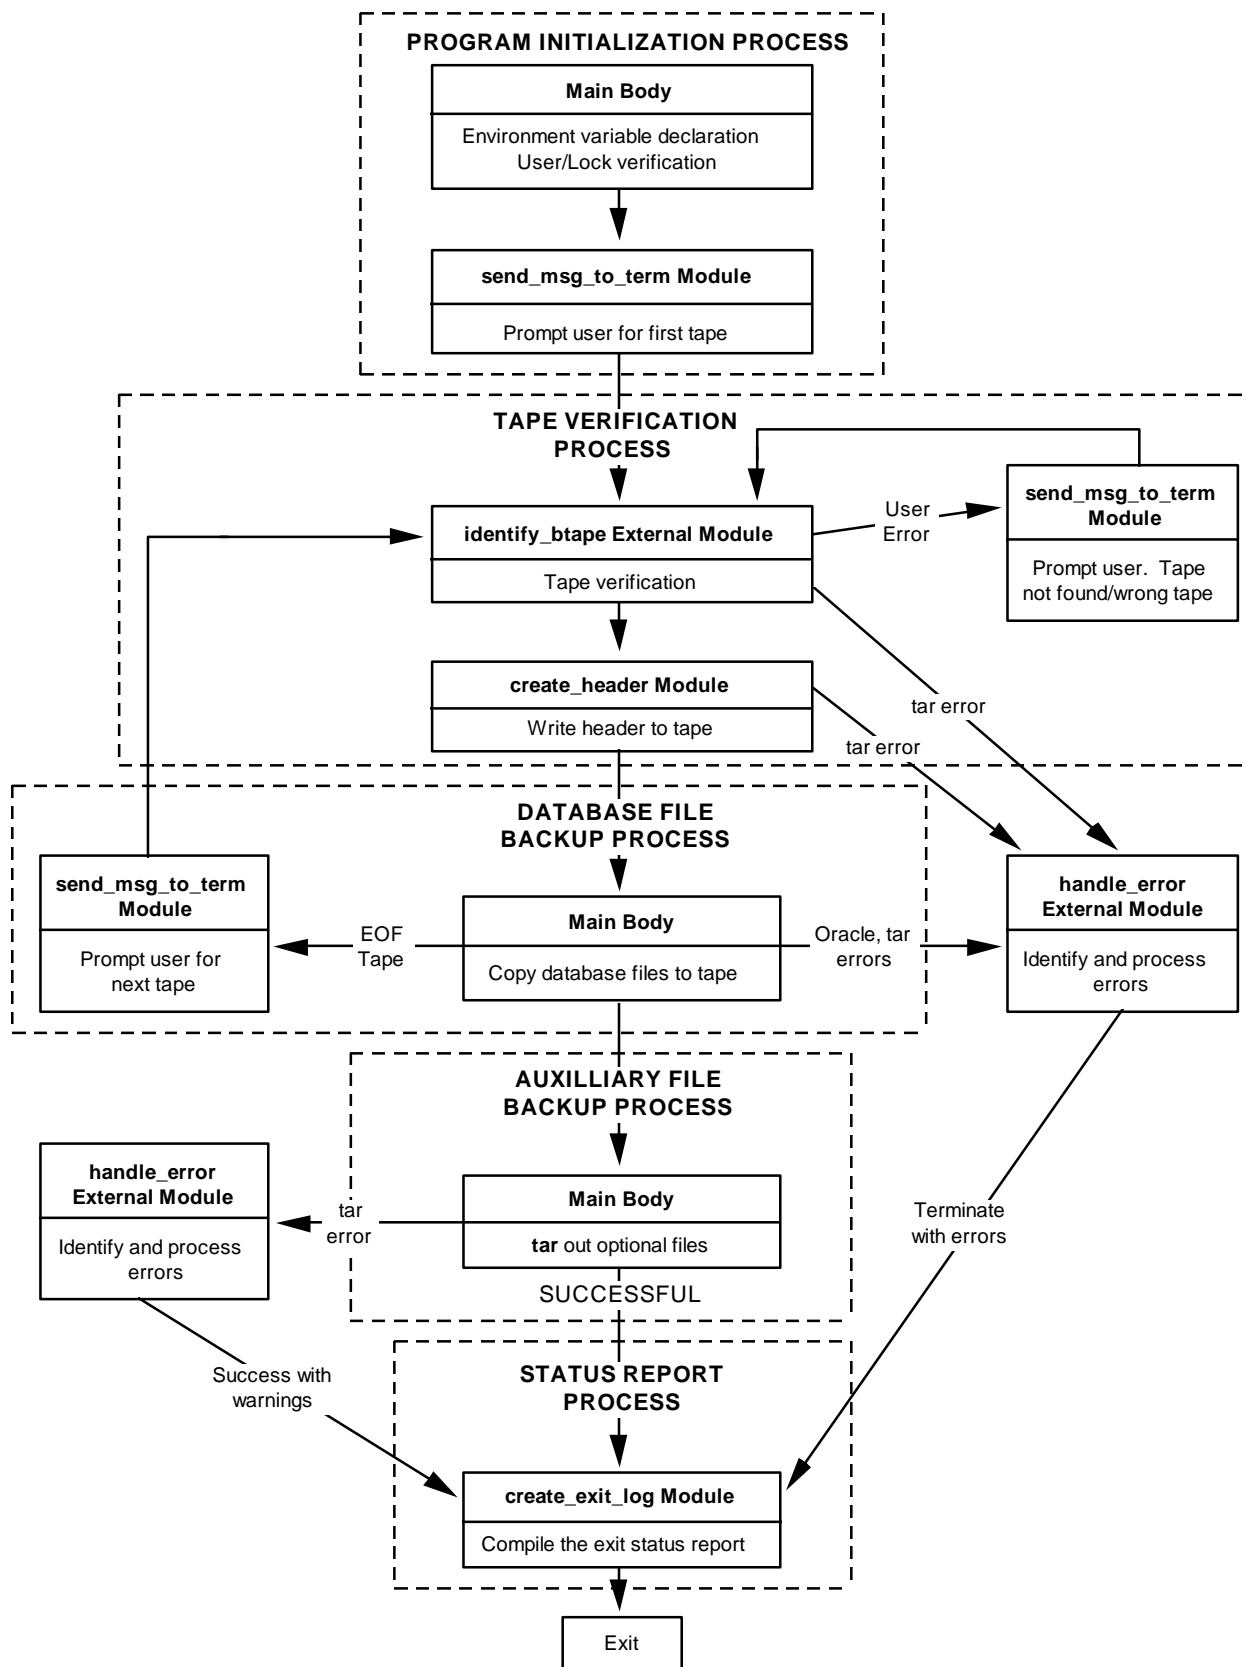 PROGRAM INITIALIZATION PROCESS
Main Body
Environment variable declaration
User/Lock verification
send_msg_to_term Module
Prompt user for first tape
TAPE VERIFICATION
PROCESS
identify_btape External Module
Tape verification
User
Error
send_msg_to_term
Module
Prompt user.  Tape
not found/wrong tape
create_header Module
Write header to tape
tar error
tar error
DATABASE FILE
BACKUP PROCESS
send_msg_to_term
Module
Prompt user for
next tape
EOF
Tape
Main Body
Copy database files to tape
Oracle, tar
errors
handle_error
External Module
Identify and process
errors
AUXILLIARY FILE
BACKUP PROCESS
handle_error
External Module
Identify and process
errors
tar
error
Main Body
tar out optional files
SUCCESSFUL
Terminate
with errors
Success with
warnings
STATUS REPORT
PROCESS
create_exit_log Module
Compile the exit status report
Exit